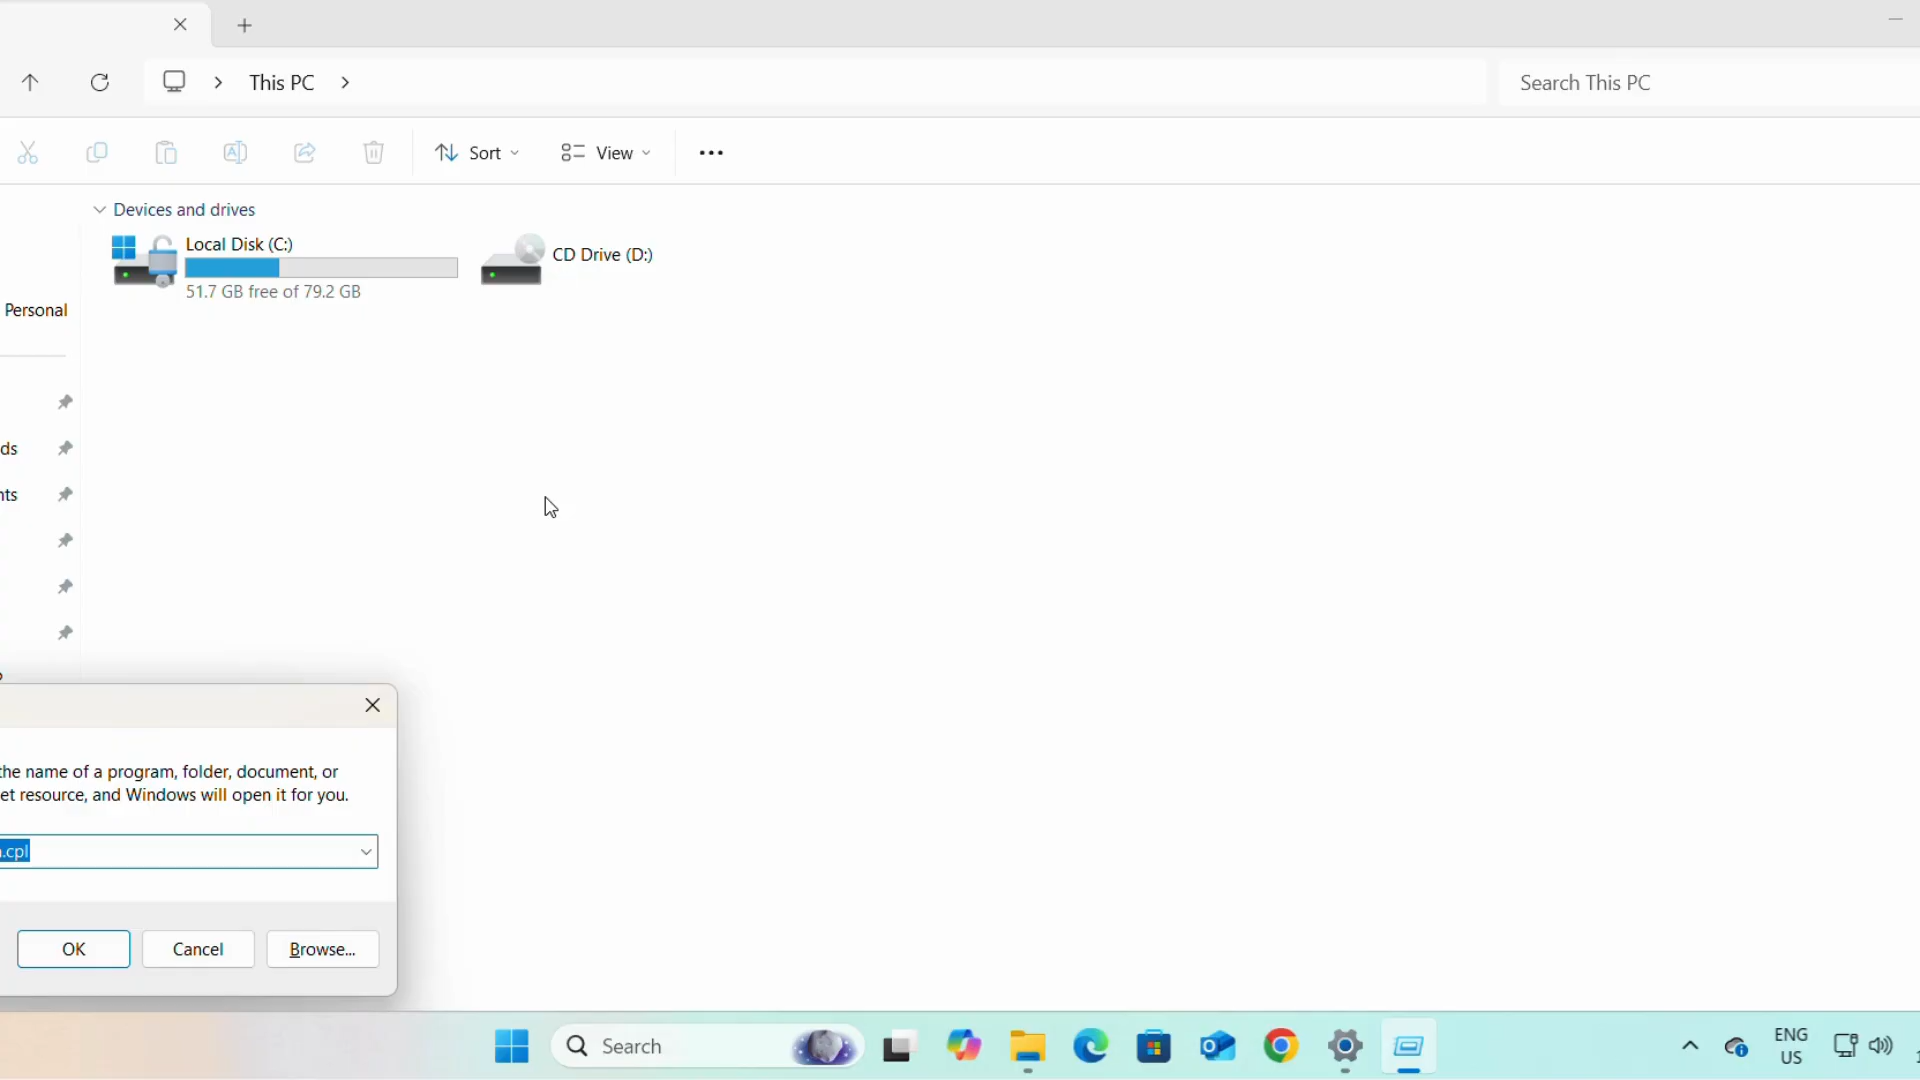 This PC
Search This PC
Sort
View
Devices and drives
Local Disk (C:)
51.7 GB free of 79.2 GB
CD Drive (D:)
Personal
ds
nts
the name of a program, folder, document, or
et resource, and Windows will open it for you.
.cpl
OK
Cancel
Browse...
Search
ENG
US